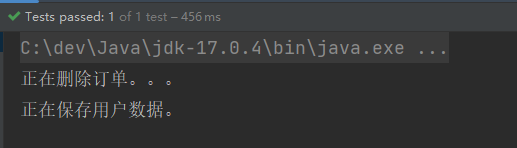 Tests passed: 1 of 1 test – 456 ms
C:\dev\Java\jdk-17.0.4\bin\java.exe ...
正在删除订单。。。
正在保存用户数据。